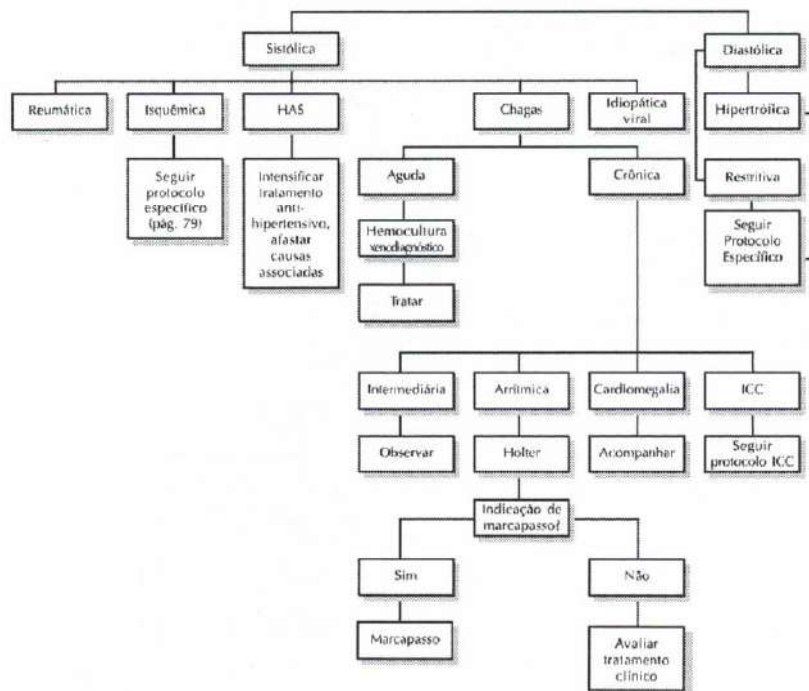 Sistólica
Diastólica
Reumática
Isquêmica
HAS
Chagas
Idiopática
viral
Hipertrófica
Seguir
protocolo
específico
(pág. 79)
Intensificar
tratamento
anti-
hipertensivo,
afastar
causas
associadas
Aguda
Crônica
Restritiva
Hemocultura
xenodiagnóstico
Seguir
Protocolo
Específico
Tratar
Intermediária
Arrítmica
Cardiomegalia
ICC
Observar
Holter
Acompanhar
Seguir
protocolo ICC
Indicação de
marcapasso?
Sim
Não
Marcapasso
Avaliar
tratamento
clínico